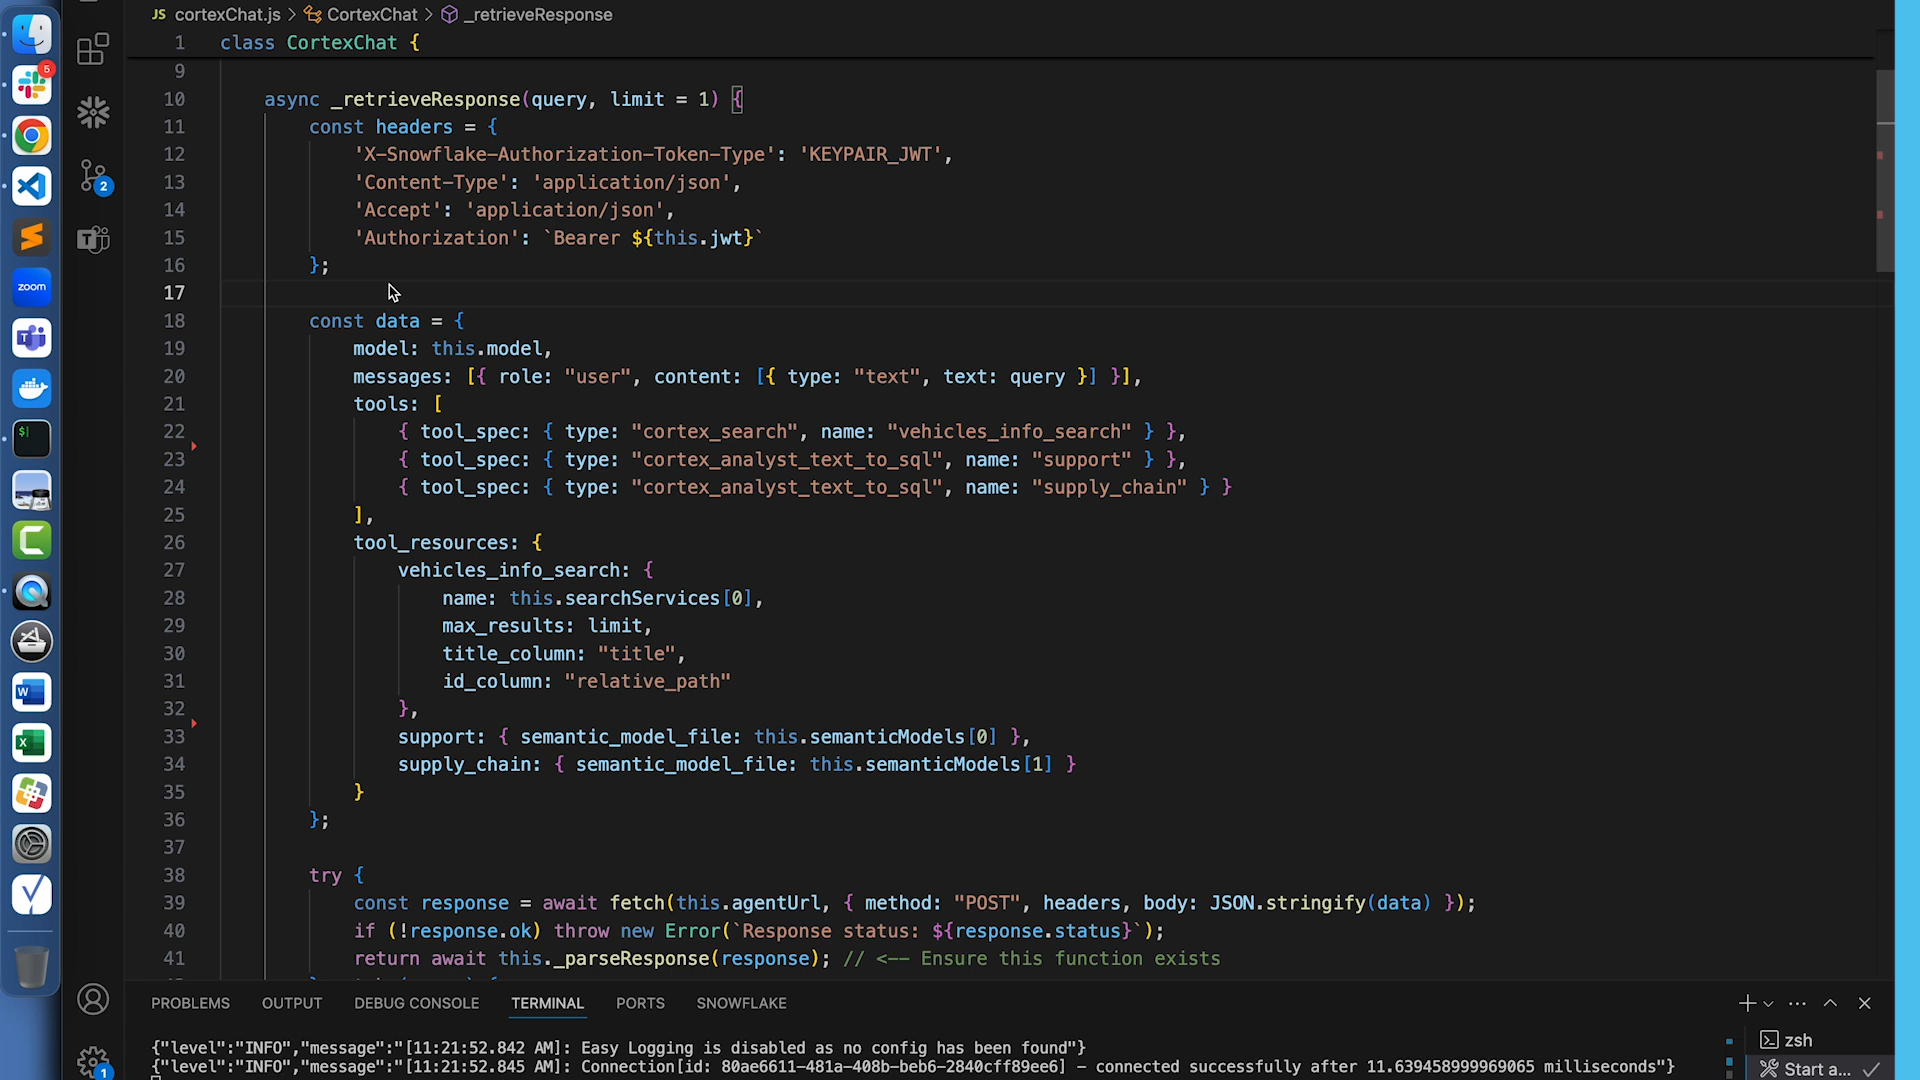 JS cortexChat.js > CortexChat > _retrieveResponse
1 class CortexChat {
9
10 async _retrieveResponse(query, limit = 1) {
11 const headers = {
12 'X-Snowflake-Authorization-Token-Type': 'KEYPAIR_JWT',
13 'Content-Type': 'application/json',
14 'Accept': 'application/json',
15 'Authorization': `Bearer ${this.jwt}`
16 };
17
18 const data = {
19 model: this.model,
20 messages: [{ role: "user", content: [{ type: "text", text: query }] }],
21 tools: [
22 { tool_spec: { type: "cortex_search", name: "vehicles_info_search" } },
23 { tool_spec: { type: "cortex_analyst_text_to_sql", name: "support" } },
24 { tool_spec: { type: "cortex_analyst_text_to_sql", name: "supply_chain" } }
25 ],
26 tool_resources: {
27 vehicles_info_search: {
28 name: this.searchServices[0],
29 max_results: limit,
30 title_column: "title",
31 id_column: "relative_path"
32 },
33 support: { semantic_model_file: this.semanticModels[0] },
34 supply_chain: { semantic_model_file: this.semanticModels[1] }
35 }
36 };
37
38 try {
39 const response = await fetch(this.agentUrl, { method: "POST", headers, body: JSON.stringify(data) });
40 if (!response.ok) throw new Error(`Response status: ${response.status}`);
41 return await this._parseResponse(response); // <-- Ensure this function exists
PROBLEMS OUTPUT DEBUG CONSOLE TERMINAL PORTS SNOWFLAKE
{"level":"INFO","message":"[11:21:52.842 AM]: Easy Logging is disabled as no config has been found"}
{"level":"INFO","message":"[11:21:52.845 AM]: Connection[id: 80ae6611-481a-408b-beb6-2840cff89ee6] - connected successfully after 11.639458999969065 milliseconds"}
zsh
Start a...
5
zoom
2
1